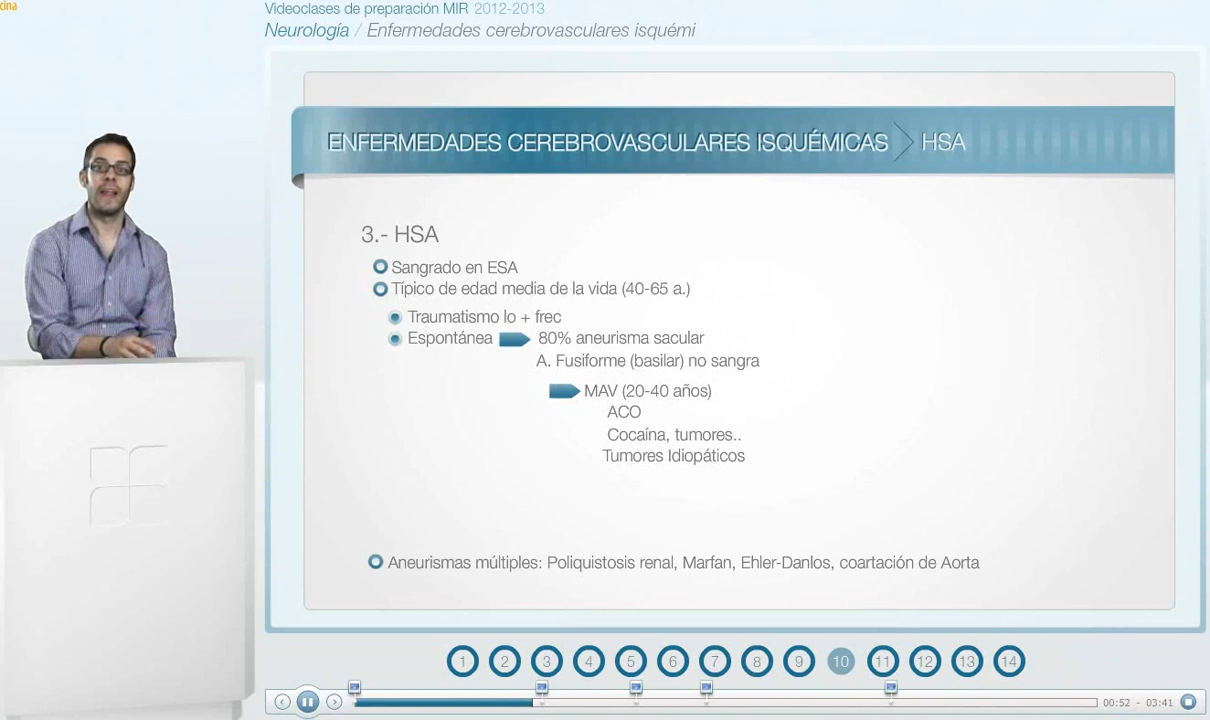 cina
Videoclases de preparación MIR 2012-2013
Neurología / Enfermedades cerebrovasculares isquémi
ENFERMEDADES CEREBROVASCULARES ISQUÉMICAS HSA
3.- HSA
Sangrado en ESA
Típico de edad media de la vida (40-65 a.)
Traumatismo lo + frec
Espontánea 80% aneurisma sacular
A. Fusiforme (basilar) no sangra
MAV (20-40 años)
ACO
Cocaína, tumores..
Tumores Idiopáticos
Aneurismas múltiples: Poliquistosis renal, Marfan, Ehler-Danlos, coartación de Aorta
1 2 3 4 5 6 7 8 9 10 11 12 13 14
00:52 - 03:41